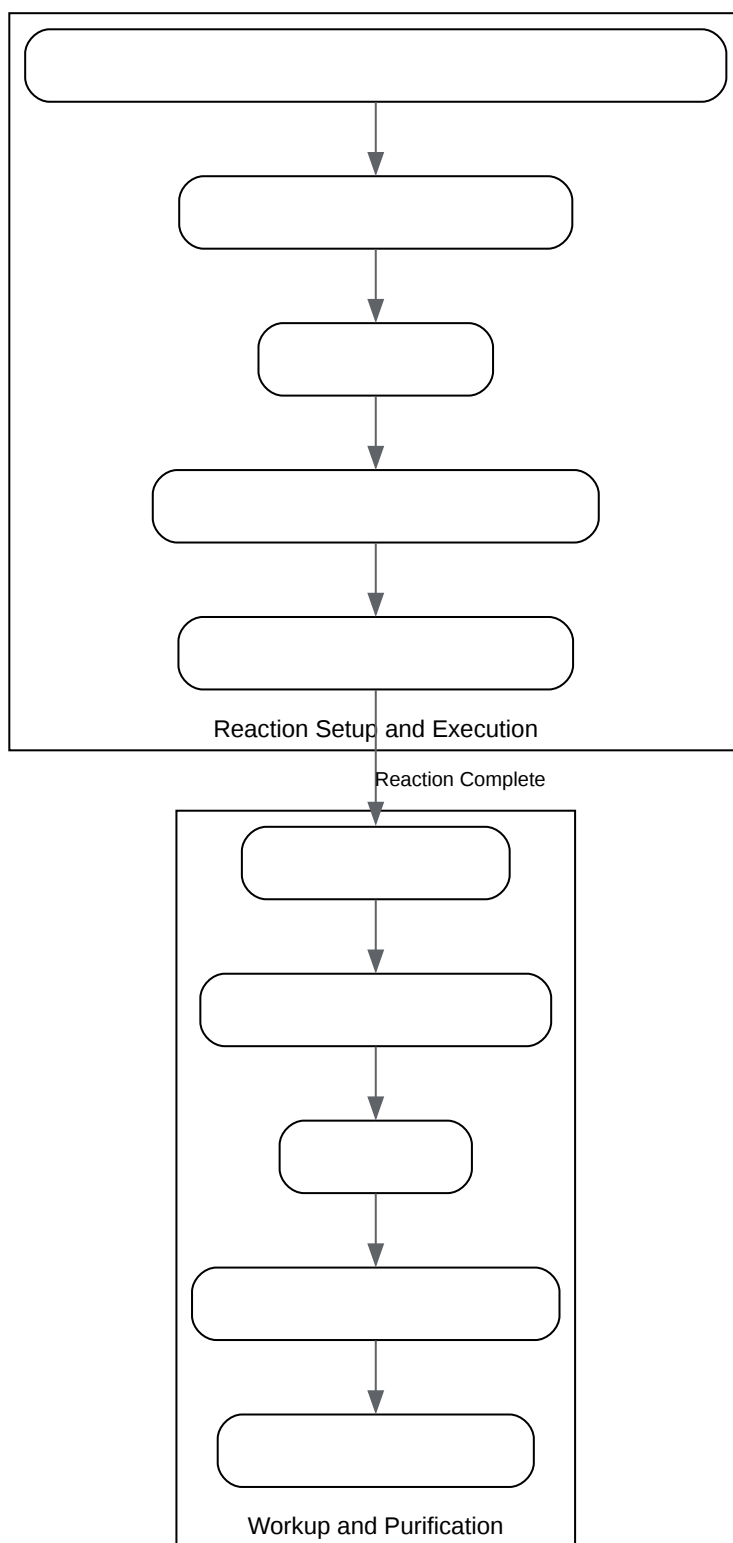 Reaction Setup and Execution
Reaction Complete
Workup and Purification